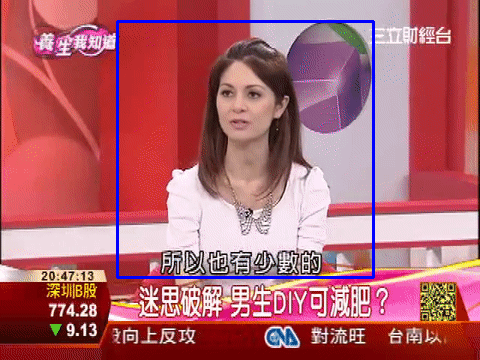 養生我知道
三立財經台
所以也有少數的
20:47:13
深圳B股
774.28
▼9.13
迷思破解 男生DIY可減肥？
股向上反攻 CNA 對流旺 台南以